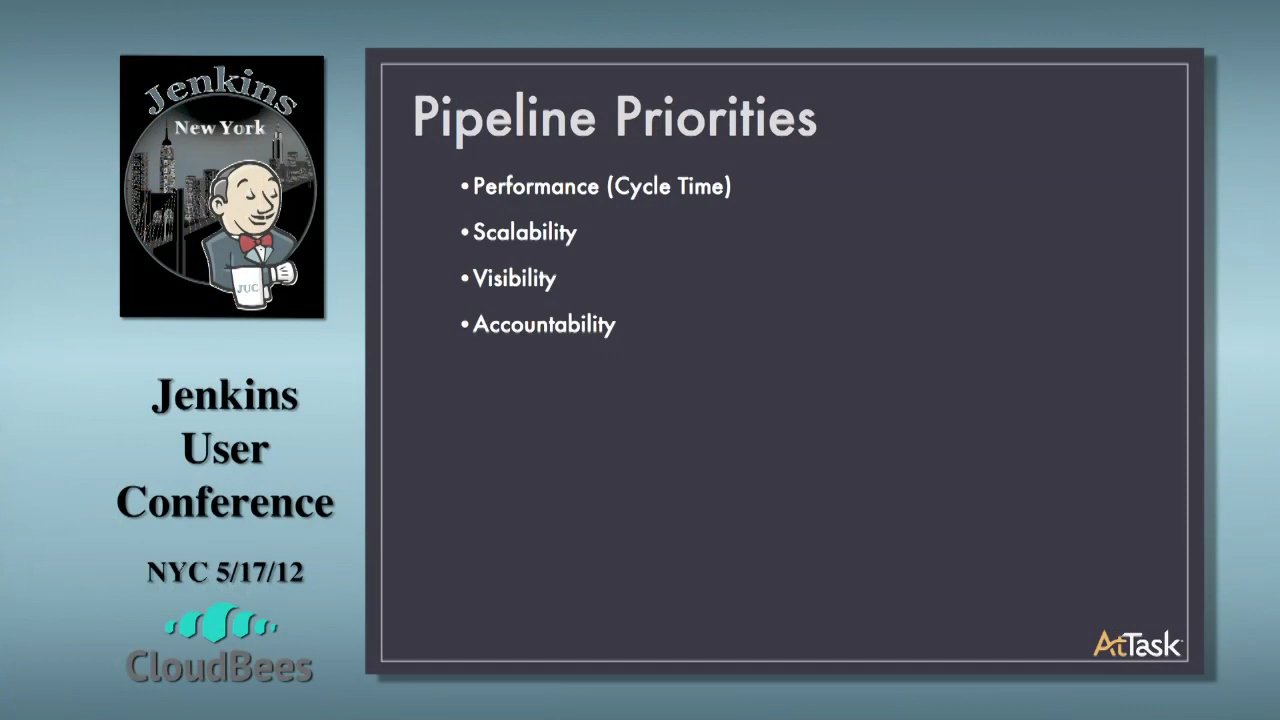 Jenkins
New York
JUC
Jenkins
User
Conference
NYC 5/17/12
CloudBees
Pipeline Priorities
•Performance (Cycle Time)
•Scalability
•Visibility
•Accountability
AtTask